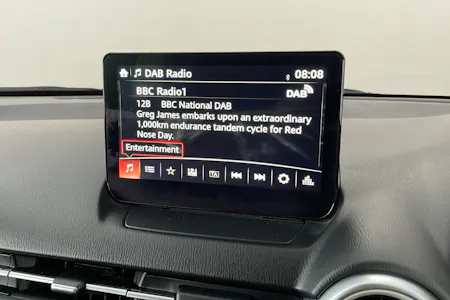 DAB Radio 08:08
BBC Radio1 DAB
12B BBC National DAB
Greg James embarks upon an extraordinary
1,000km endurance tandem cycle for Red
Nose Day.
Entertainment
TA